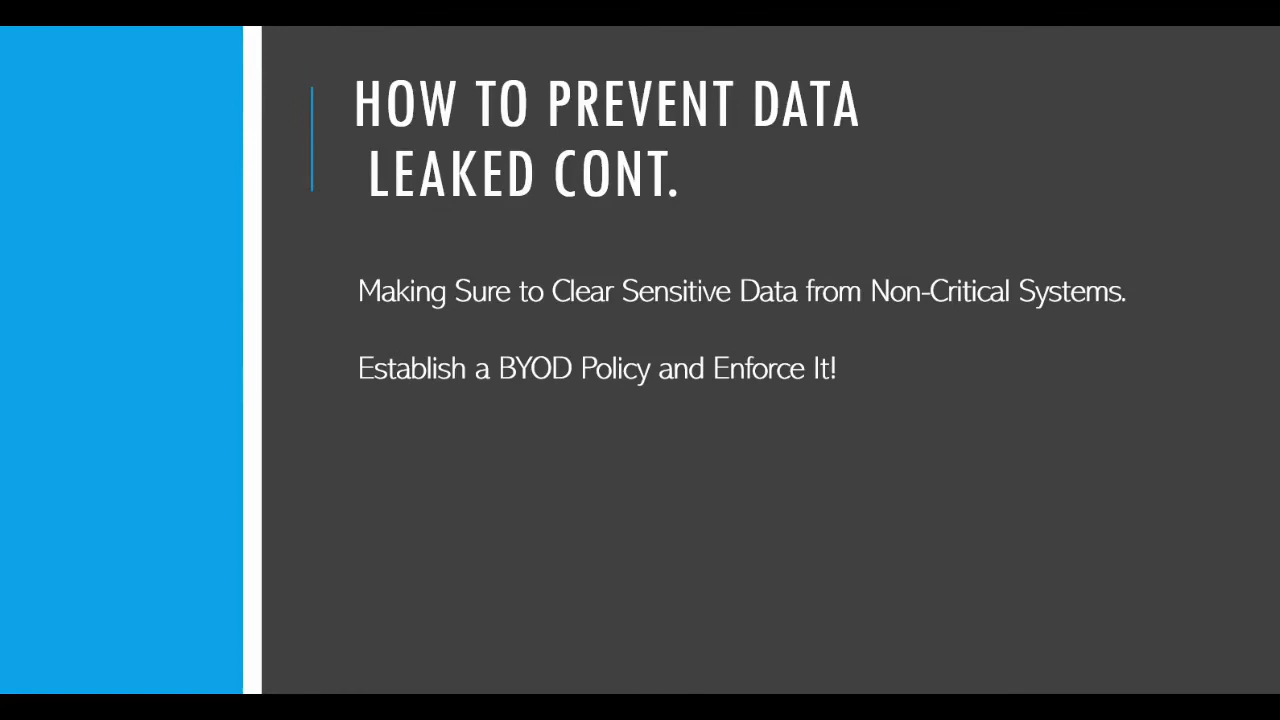 HOW TO PREVENT DATA
LEAKED CONT.
Making Sure to Clear Sensitive Data from Non-Critical Systems.
Establish a BYOD Policy and Enforce It!